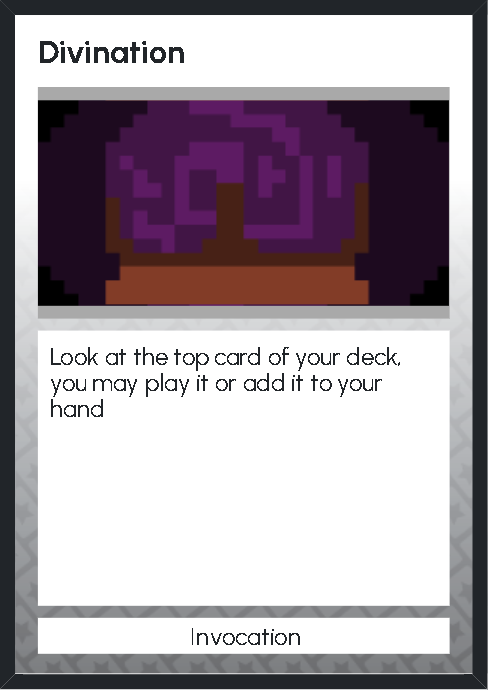 Divination
Look at the top card of your deck,
you may play it or add it to your
hand
Invocation